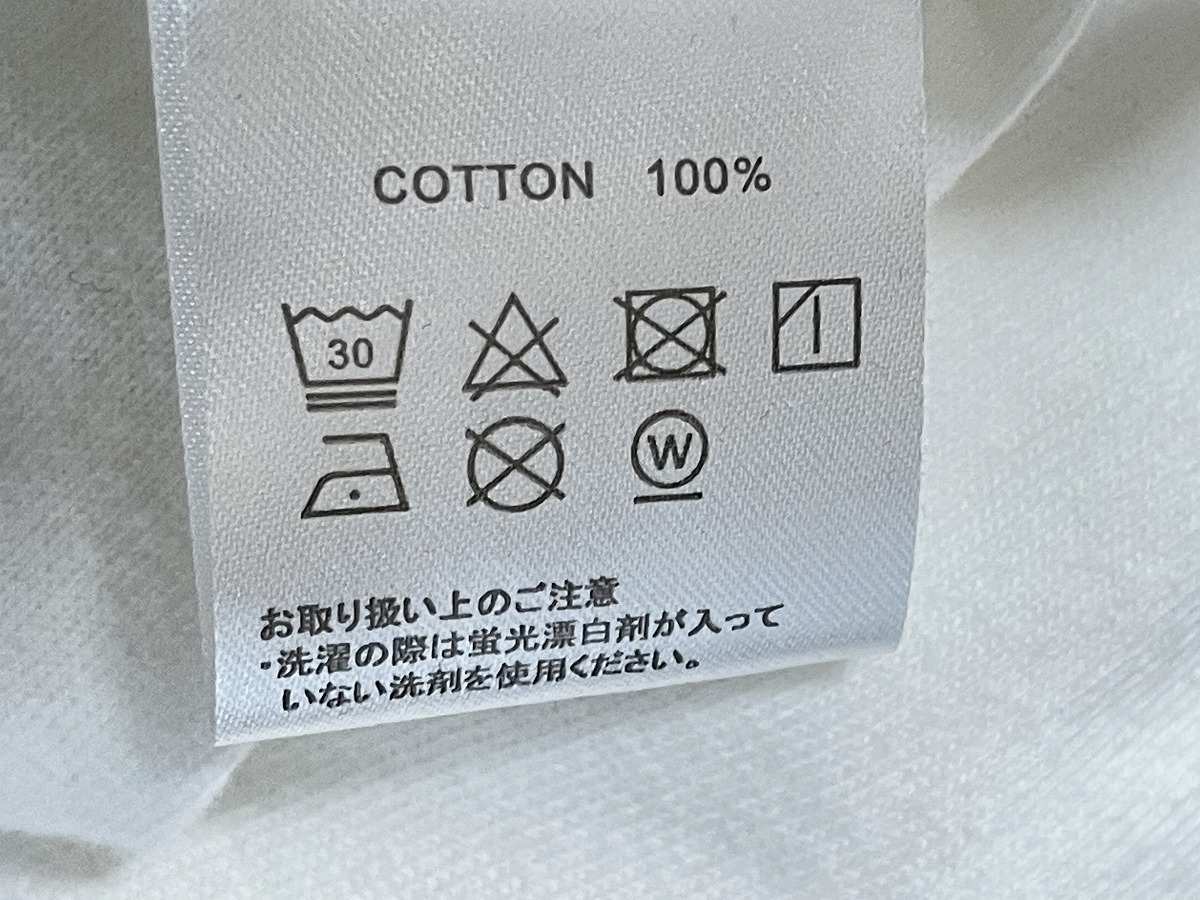 COTTON 100%
30
W
お取り扱い上のご注意
・洗濯の際は蛍光漂白剤が入って
いない洗剤を使用ください。